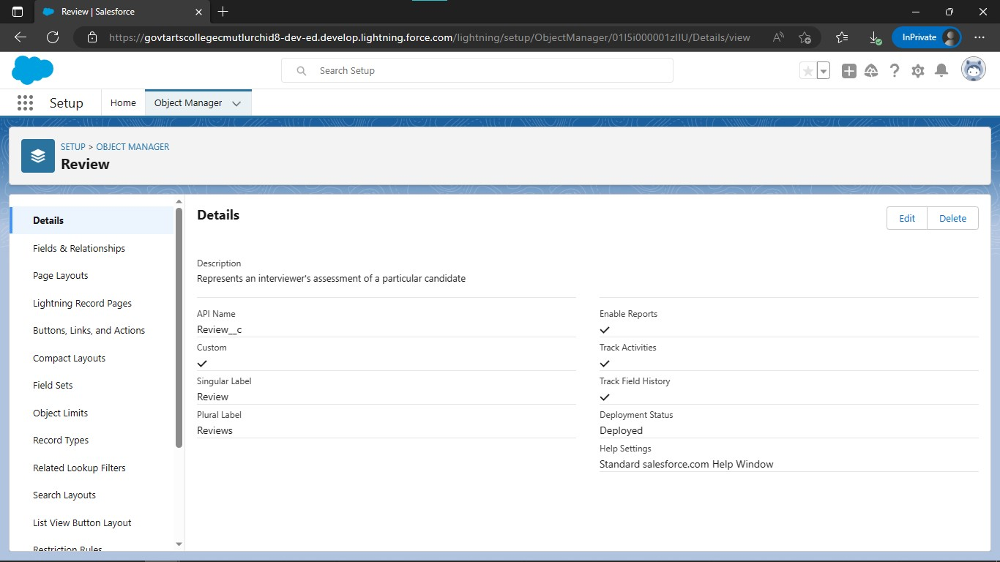 Review | Salesforce
https://govtartscollegecmutlurchid8-dev-ed.develop.lightning.force.com/lightning/setup/ObjectManager/01I5i000001zIIU/Details/view
InPrivate
Search Setup
Setup
Home
Object Manager
SETUP > OBJECT MANAGER
Review
Details
Fields & Relationships
Page Layouts
Lightning Record Pages
Buttons, Links, and Actions
Compact Layouts
Field Sets
Object Limits
Record Types
Related Lookup Filters
Search Layouts
List View Button Layout
Restriction Rules
Details
Edit
Delete
Description
Represents an interviewer's assessment of a particular candidate
API Name
Review__c
Custom
Singular Label
Review
Plural Label
Reviews
Enable Reports
Track Activities
Track Field History
Deployment Status
Deployed
Help Settings
Standard salesforce.com Help Window